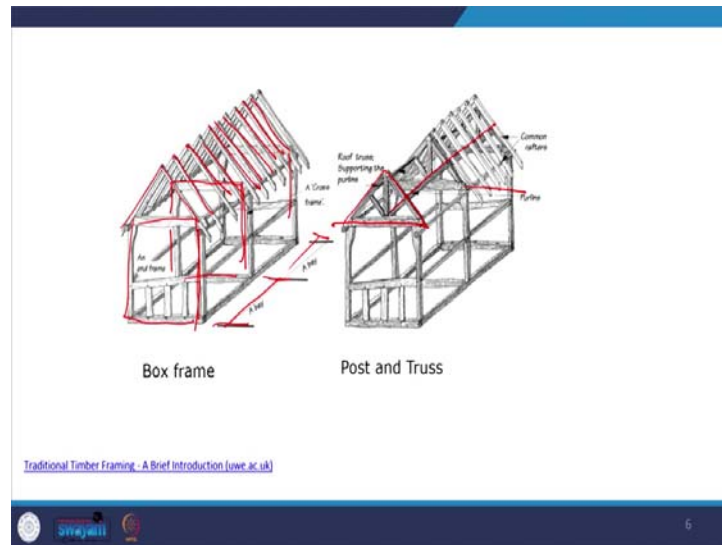 Roof truss;
Supporting the
purlins
Common
rafters
A 'Cross
frame'.
Purlins
An
end frame
A bay
A bay
Box frame
Post and Truss
Traditional Timber Framing - A Brief Introduction (uwe.ac.uk)
swayam
6